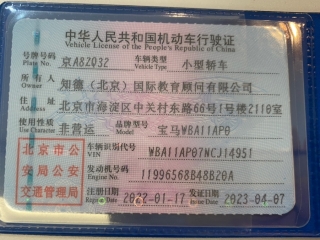 中华人民共和国机动车行驶证
Vehicle License of the People's Republic of China
号牌号码 京A8Z03Z 车辆类型 小型轿车
Plate No. Vehicle Type
所有人 知德（北京）国际教育顾问有限公司
Owner
住址 北京市海淀区中关村东路66号1号楼2110室
Address
使用性质 非营运 品牌型号 宝马WBA11AP0
Use Character Model
北京市公安局公安交通管理局
车辆识别代号 WBA11AP07NCJ14951
VIN
发动机号码 11996568B48B20A
Engine No.
注册日期 2022-01-17 发证日期 2023-04-07
Register Date Issue Date